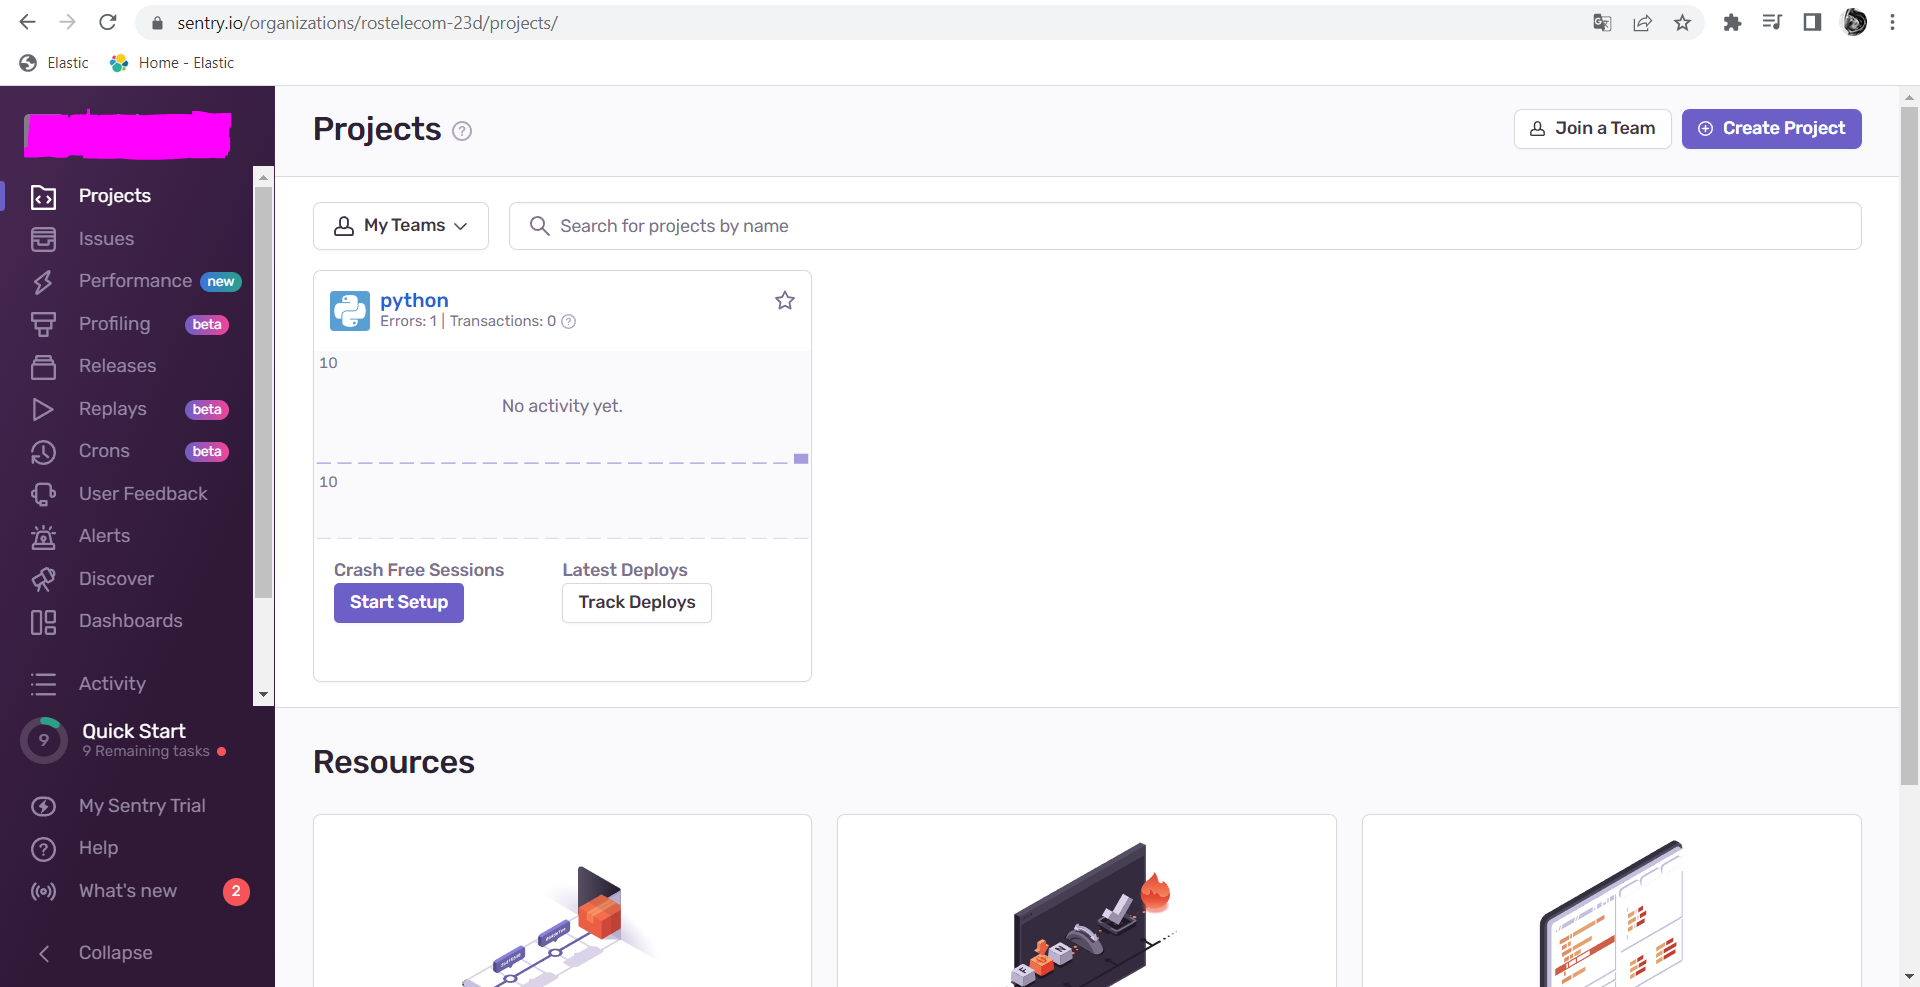 sentry.io/organizations/rostelecom-23d/projects/
Elastic
Home - Elastic
Projects
Issues
Performance new
Profiling beta
Releases
Replays beta
Crons beta
User Feedback
Alerts
Discover
Dashboards
Activity
9
Quick Start
9 Remaining tasks
My Sentry Trial
Help
What's new 2
Collapse
Projects ?
Join a Team
Create Project
My Teams
Search for projects by name
python
Errors: 1 | Transactions: 0 ?
10
No activity yet.
10
Crash Free Sessions
Start Setup
Latest Deploys
Track Deploys
Resources